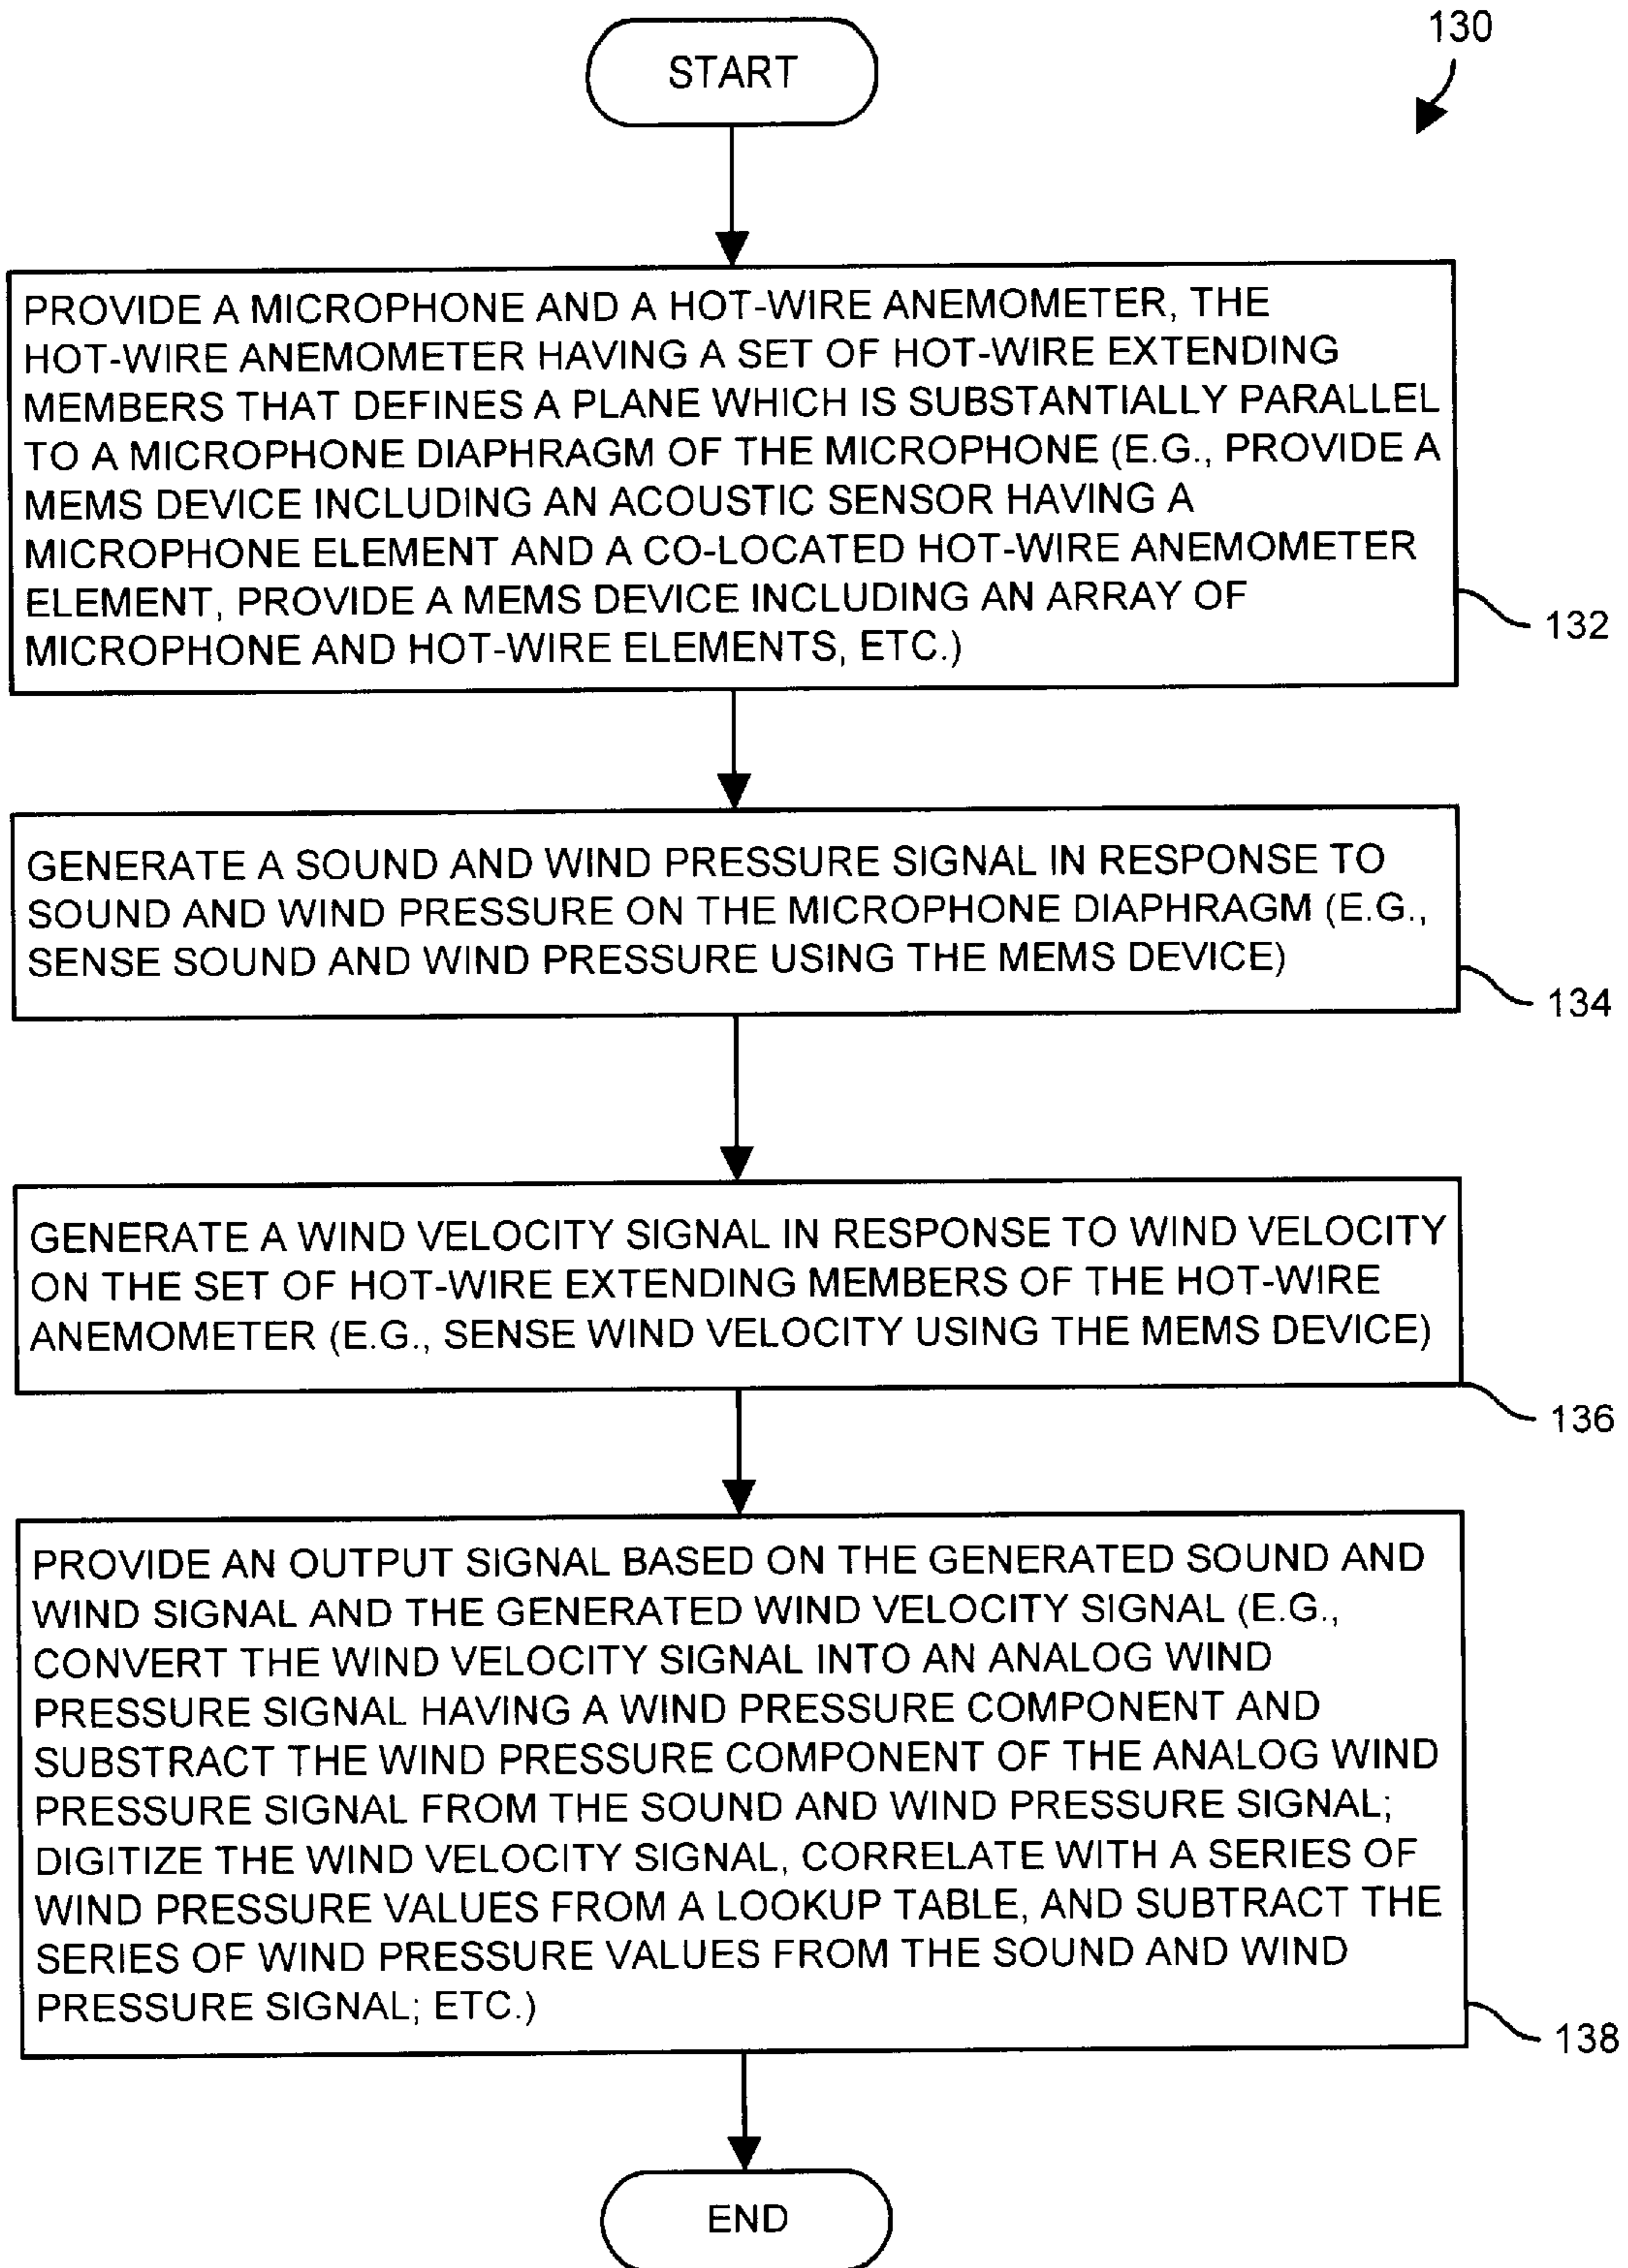 130
START
PROVIDE A MICROPHONE AND A HOT-WIRE ANEMOMETER, THE
HOT-WIRE ANEMOMETER HAVING A SET OF HOT-WIRE EXTENDING
MEMBERS THAT DEFINES A PLANE WHICH IS SUBSTANTIALLY PARALLEL
TO A MICROPHONE DIAPHRAGM OF THE MICROPHONE (E.G., PROVIDE A
MEMS DEVICE INCLUDING AN ACOUSTIC SENSOR HAVING A
MICROPHONE ELEMENT AND A CO-LOCATED HOT-WIRE ANEMOMETER
ELEMENT, PROVIDE A MEMS DEVICE INCLUDING AN ARRAY OF
MICROPHONE AND HOT-WIRE ELEMENTS, ETC.)
132
GENERATE A SOUND AND WIND PRESSURE SIGNAL IN RESPONSE TO
SOUND AND WIND PRESSURE ON THE MICROPHONE DIAPHRAGM (E.G.,
SENSE SOUND AND WIND PRESSURE USING THE MEMS DEVICE)
134
GENERATE A WIND VELOCITY SIGNAL IN RESPONSE TO WIND VELOCITY
ON THE SET OF HOT-WIRE EXTENDING MEMBERS OF THE HOT-WIRE
ANEMOMETER (E.G., SENSE WIND VELOCITY USING THE MEMS DEVICE)
136
PROVIDE AN OUTPUT SIGNAL BASED ON THE GENERATED SOUND AND
WIND SIGNAL AND THE GENERATED WIND VELOCITY SIGNAL (E.G.,
CONVERT THE WIND VELOCITY SIGNAL INTO AN ANALOG WIND
PRESSURE SIGNAL HAVING A WIND PRESSURE COMPONENT AND
SUBSTRACT THE WIND PRESSURE COMPONENT OF THE ANALOG WIND
PRESSURE SIGNAL FROM THE SOUND AND WIND PRESSURE SIGNAL;
DIGITIZE THE WIND VELOCITY SIGNAL, CORRELATE WITH A SERIES OF
WIND PRESSURE VALUES FROM A LOOKUP TABLE, AND SUBTRACT THE
SERIES OF WIND PRESSURE VALUES FROM THE SOUND AND WIND
PRESSURE SIGNAL; ETC.)
138
END